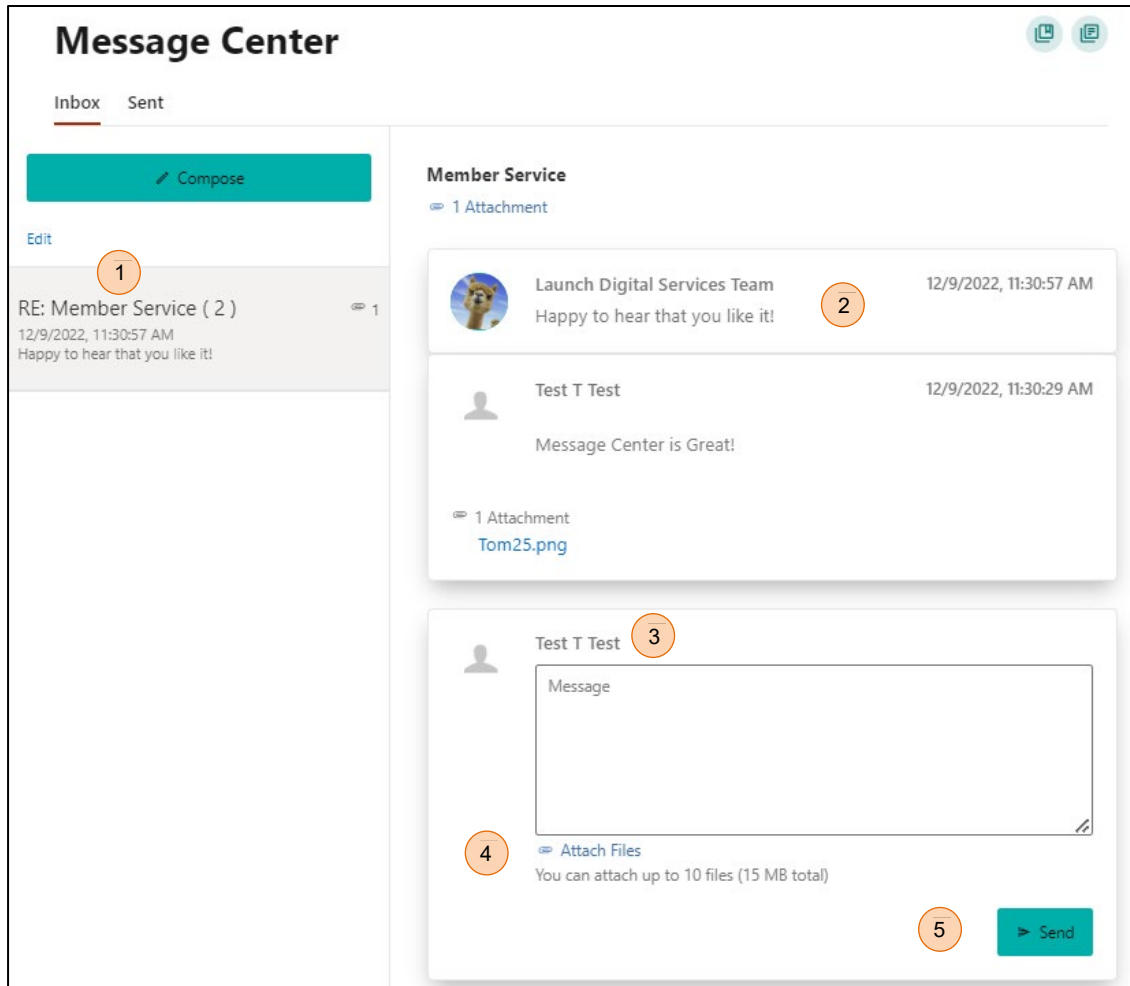 Message Center
Inbox Sent
Compose
Edit
1
RE: Member Service ( 2 ) 1
12/9/2022, 11:30:57 AM
Happy to hear that you like it!
Member Service
1 Attachment
Launch Digital Services Team 12/9/2022, 11:30:57 AM
Happy to hear that you like it!
2
Test T Test 12/9/2022, 11:30:29 AM
Message Center is Great!
1 Attachment
Tom25.png
Test T Test 3
Message
4
Attach Files
You can attach up to 10 files (15 MB total)
5 Send